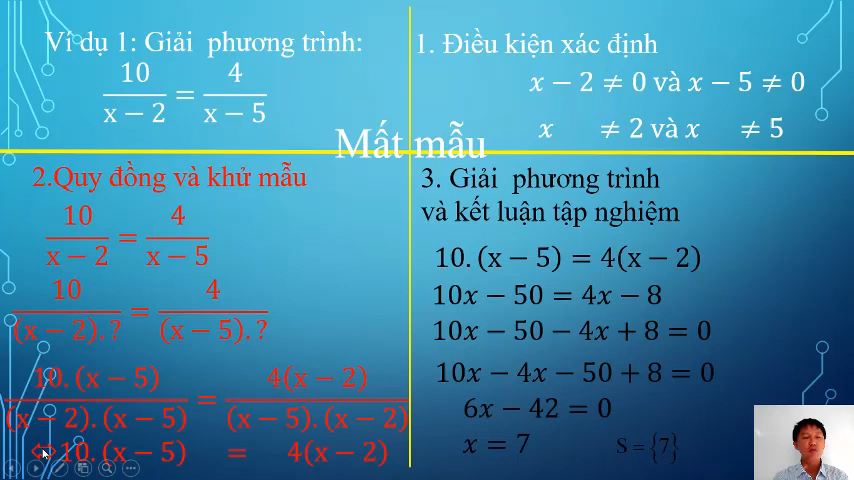 Ví dụ 1: Giải phương trình:
10/(x − 2) = 4/(x − 5)
1. Điều kiện xác định
x − 2 ≠ 0 và x − 5 ≠ 0
x ≠ 2 và x ≠ 5
Mất mẫu
2.Quy đồng và khử mẫu
10/(x − 2) = 4/(x − 5)
10/((x − 2).?) = 4/((x − 5).?)
10.(x − 5)/((x − 2).(x − 5)) = 4(x − 2)/((x − 5).(x − 2))
⇔ 10.(x − 5) = 4(x − 2)
3. Giải phương trình
và kết luận tập nghiệm
10.(x − 5) = 4(x − 2)
10x − 50 = 4x − 8
10x − 50 − 4x + 8 = 0
10x − 4x − 50 + 8 = 0
6x − 42 = 0
x = 7 S = {7}